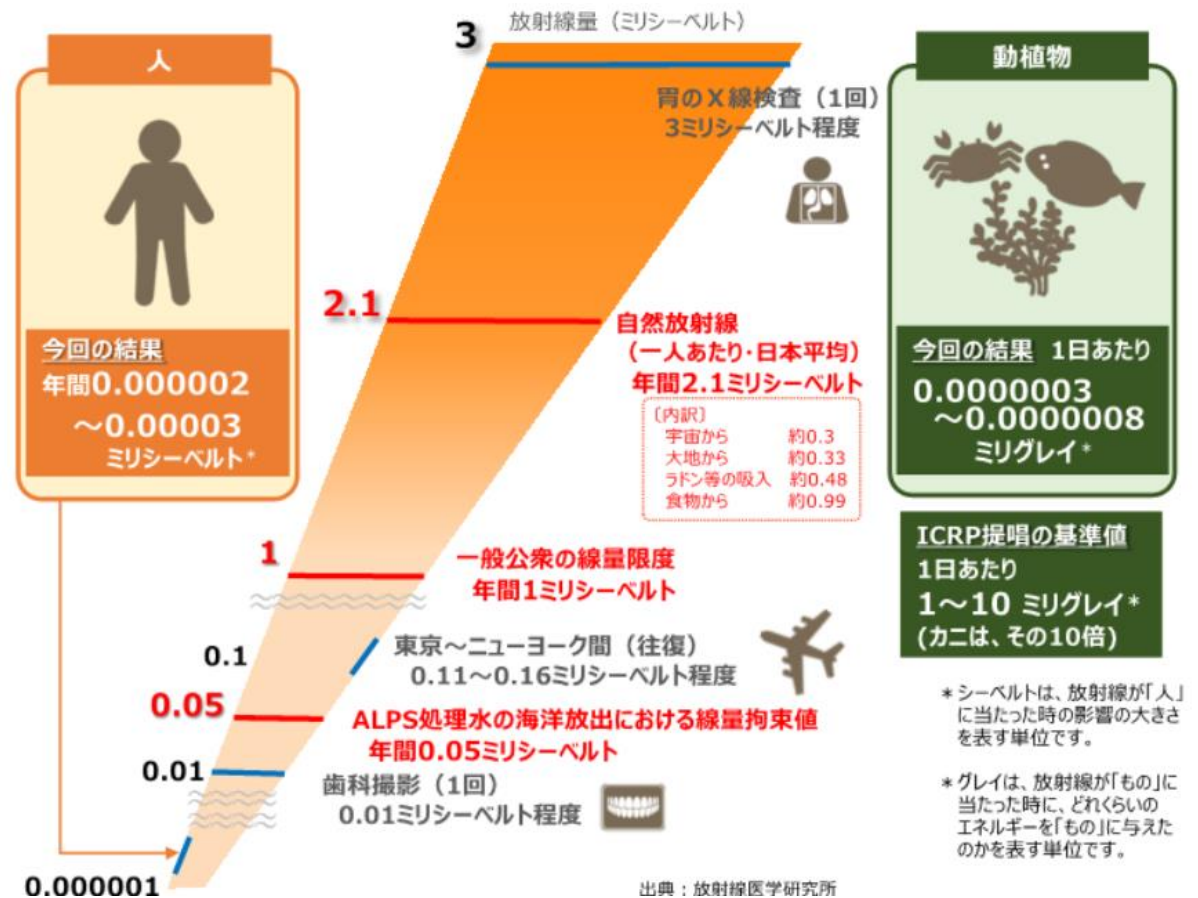 人
今回の結果
年間0.000002
～0.00003
ミリシーベルト*
放射線量（ミリシーベルト）
3
胃のX線検査（1回）
3ミリシーベルト程度
2.1
自然放射線
（一人あたり・日本平均）
年間2.1ミリシーベルト
〔内訳〕
宇宙から 約0.3
大地から 約0.33
ラドン等の吸入 約0.48
食物から 約0.99
1
一般公衆の線量限度
年間1ミリシーベルト
0.1
東京～ニューヨーク間（往復）
0.11～0.16ミリシーベルト程度
0.05
ALPS処理水の海洋放出における線量拘束値
年間0.05ミリシーベルト
0.01
歯科撮影（1回）
0.01ミリシーベルト程度
0.000001
出典：放射線医学研究所
動植物
今回の結果 1日あたり
0.0000003
～0.0000008
ミリグレイ*
ICRP提唱の基準値
1日あたり
1～10 ミリグレイ*
(カニは、その10倍)
*シーベルトは、放射線が「人」
に当たった時の影響の大きさ
を表す単位です。
*グレイは、放射線が「もの」に
当たった時に、どれくらいの
エネルギーを「もの」に与えた
のかを表す単位です。